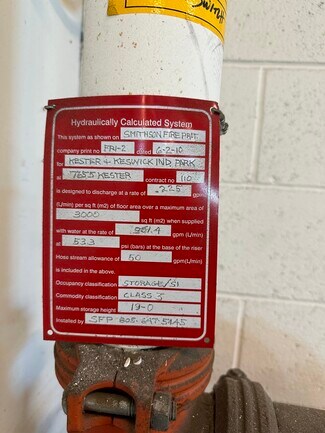 SWITCH
Hydraulically Calculated System
This system as shown on SMITHSON FIRE PROT.
company print no FPH-2 dated 6-2-10
for KESTER & KESWICK IND. PARK
at 7655 KESTER contract no 110
is designed to discharge at a rate of .225 gpm
(L/min) per sq ft (m2) of floor area over a maximum area of
3000 sq ft (m2) when supplied
with water at the rate of 951.4 gpm (L/min)
at 53.3 psi (bars) at the base of the riser
Hose stream allowance of 50 gpm (L/min)
is included in the above.
Occupancy classification STORAGE/S1
Commodity classification CLASS 3
Maximum storage height 19-0
Installed by SFP 805-647-5445